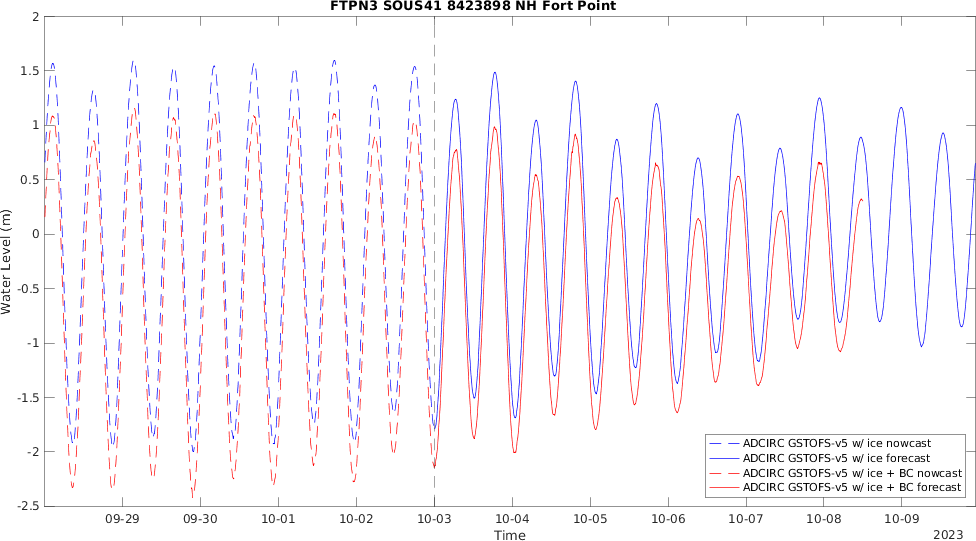 FTPN3 SOUS41 8423898 NH Fort Point
2
1.5
1
0.5
0
-0.5
-1
-1.5
-2
-2.5
Water Level (m)
09-29 09-30 10-01 10-02 10-03 10-04 10-05 10-06 10-07 10-08 10-09
Time
2023
ADCIRC GSTOFS-v5 w/ ice nowcast
ADCIRC GSTOFS-v5 w/ ice forecast
ADCIRC GSTOFS-v5 w/ ice + BC nowcast
ADCIRC GSTOFS-v5 w/ ice + BC forecast